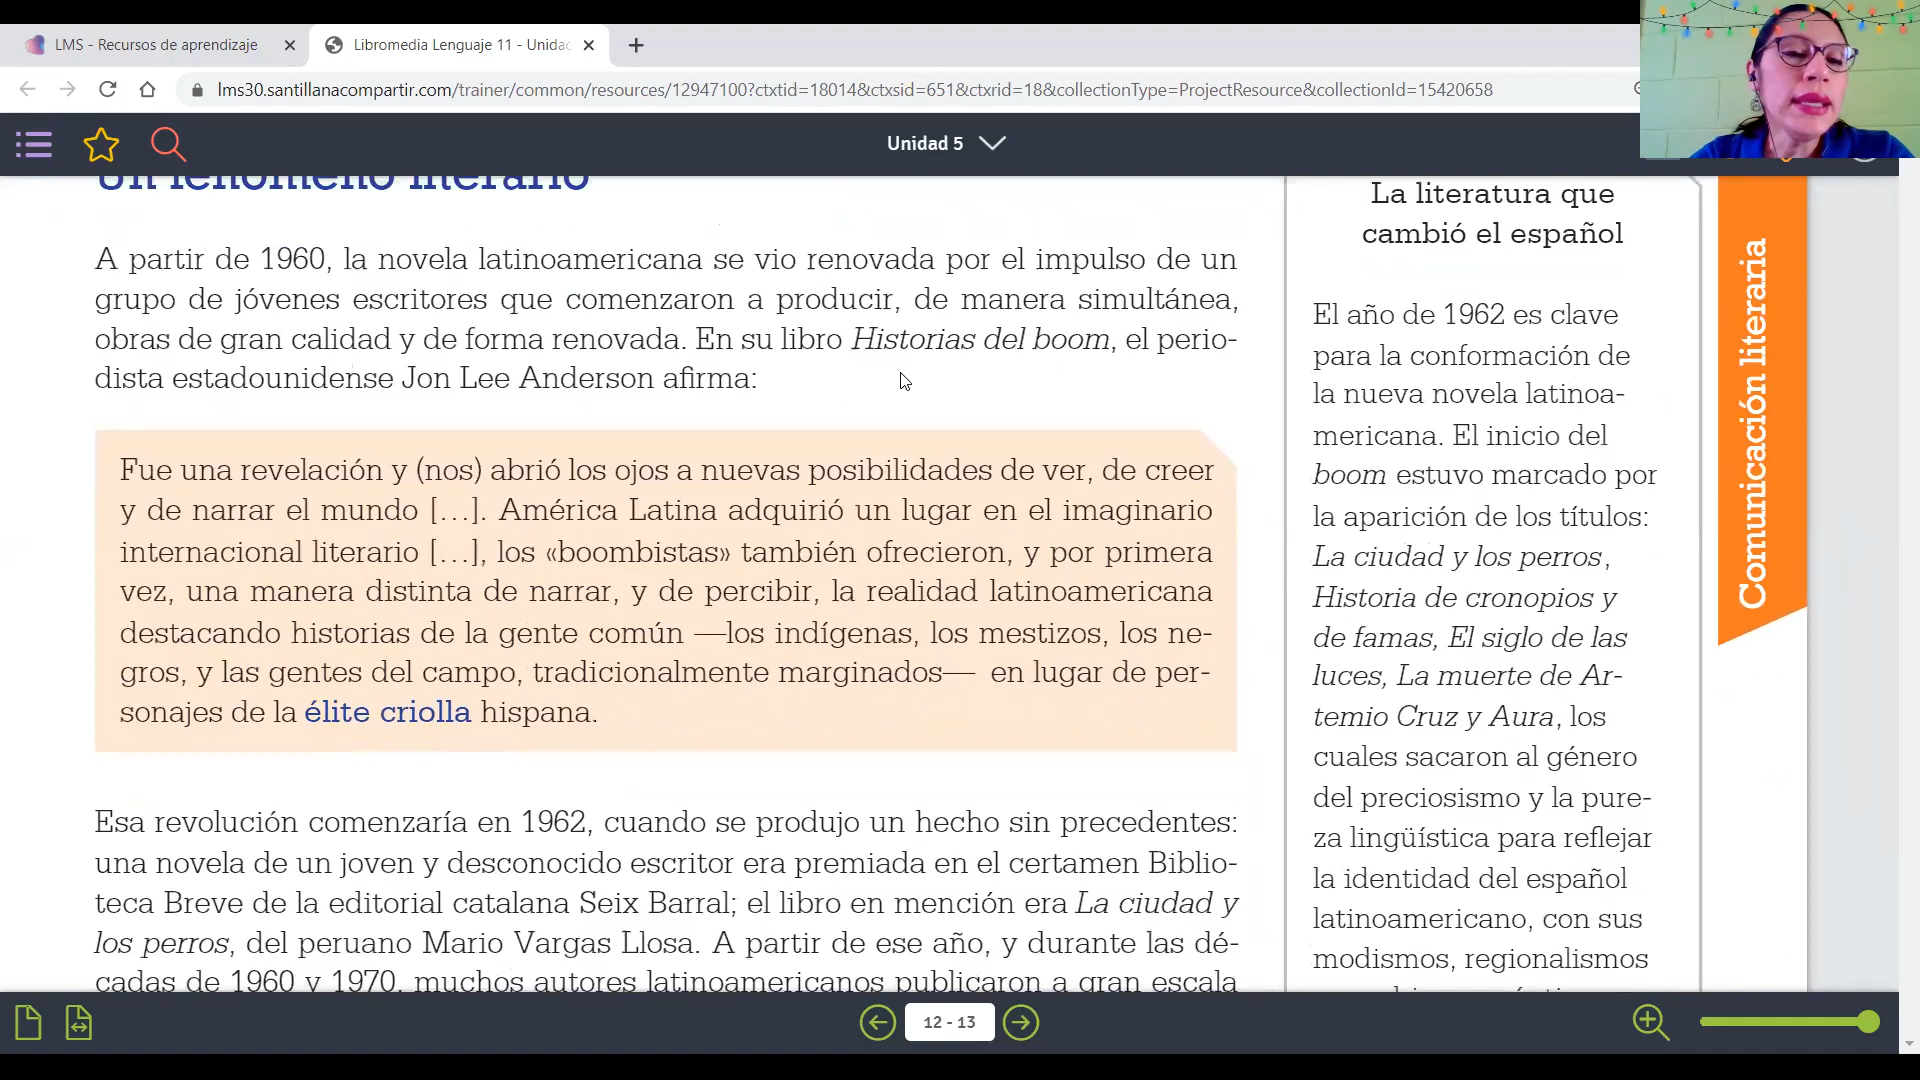 LMS - Recursos de aprendizaje
Libromedia Lenguaje 11 - Unidad
lms30.santillanacompartir.com/trainer/common/resources/12947100?ctxtid=18014&ctxsid=651&ctxrid=18&collectionType=ProjectResource&collectionId=15420658
Unidad 5
Un fenómeno literario
A partir de 1960, la novela latinoamericana se vio renovada por el impulso de un
grupo de jóvenes escritores que comenzaron a producir, de manera simultánea,
obras de gran calidad y de forma renovada. En su libro Historias del boom, el perio-
dista estadounidense Jon Lee Anderson afirma:
Fue una revelación y (nos) abrió los ojos a nuevas posibilidades de ver, de creer
y de narrar el mundo [...]. América Latina adquirió un lugar en el imaginario
internacional literario [...], los «boombistas» también ofrecieron, y por primera
vez, una manera distinta de narrar, y de percibir, la realidad latinoamericana
destacando historias de la gente común —los indígenas, los mestizos, los ne-
gros, y las gentes del campo, tradicionalmente marginados— en lugar de per-
sonajes de la élite criolla hispana.
Esa revolución comenzaría en 1962, cuando se produjo un hecho sin precedentes:
una novela de un joven y desconocido escritor era premiada en el certamen Biblio-
teca Breve de la editorial catalana Seix Barral; el libro en mención era La ciudad y
los perros, del peruano Mario Vargas Llosa. A partir de ese año, y durante las dé-
cadas de 1960 y 1970, muchos autores latinoamericanos publicaron a gran escala
La literatura que
cambió el español
El año de 1962 es clave
para la conformación de
la nueva novela latinoa-
mericana. El inicio del
boom estuvo marcado por
la aparición de los títulos:
La ciudad y los perros,
Historia de cronopios y
de famas, El siglo de las
luces, La muerte de Ar-
temio Cruz y Aura, los
cuales sacaron al género
del preciosismo y la pure-
za lingüística para reflejar
la identidad del español
latinoamericano, con sus
modismos, regionalismos
Comunicación literaria
12 - 13